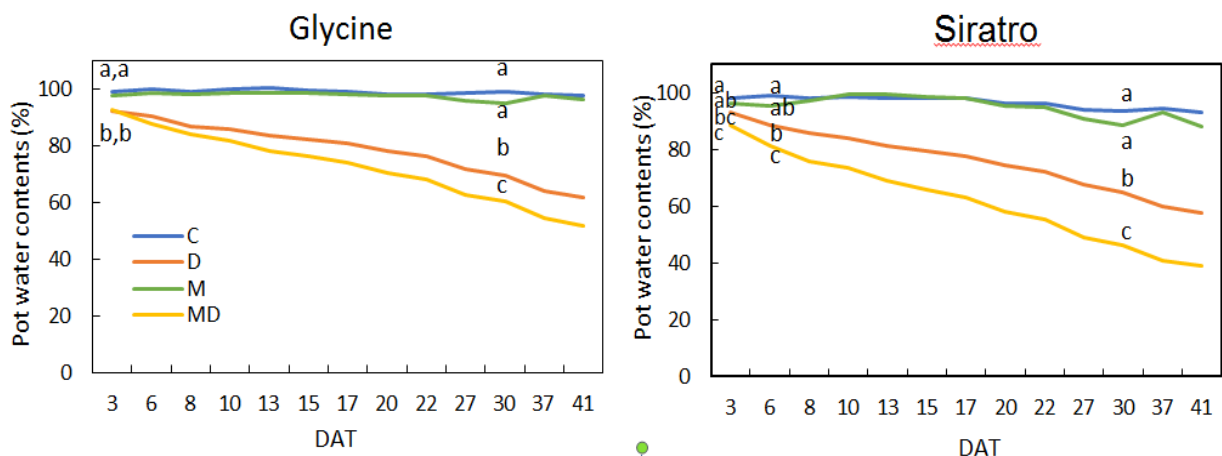 Glycine
Pot water contents (%)
100
80
60
40
20
0
a,a
b,b
a
a
b
c
C
D
M
MD
3 6 8 10 13 15 17 20 22 27 30 37 41
DAT
Siratro
Pot water contents (%)
100
80
60
40
20
0
a
ab
bc
c
a
ab
b
c
a
a
b
c
3 6 8 10 13 15 17 20 22 27 30 37 41
DAT